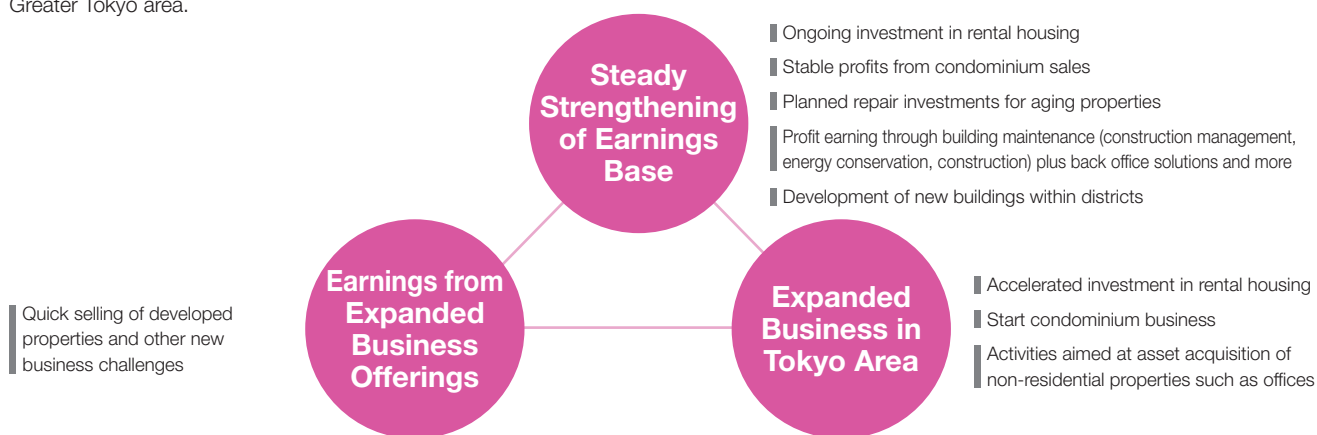 Greater Tokyo area.
Steady
Strengthening
of Earnings
Base
Ongoing investment in rental housing
Stable profits from condominium sales
Planned repair investments for aging properties
Profit earning through building maintenance (construction management,
energy conservation, construction) plus back office solutions and more
Development of new buildings within districts
Earnings from
Expanded
Business
Offerings
Quick selling of developed
properties and other new
business challenges
Expanded
Business in
Tokyo Area
Accelerated investment in rental housing
Start condominium business
Activities aimed at asset acquisition of
non-residential properties such as offices